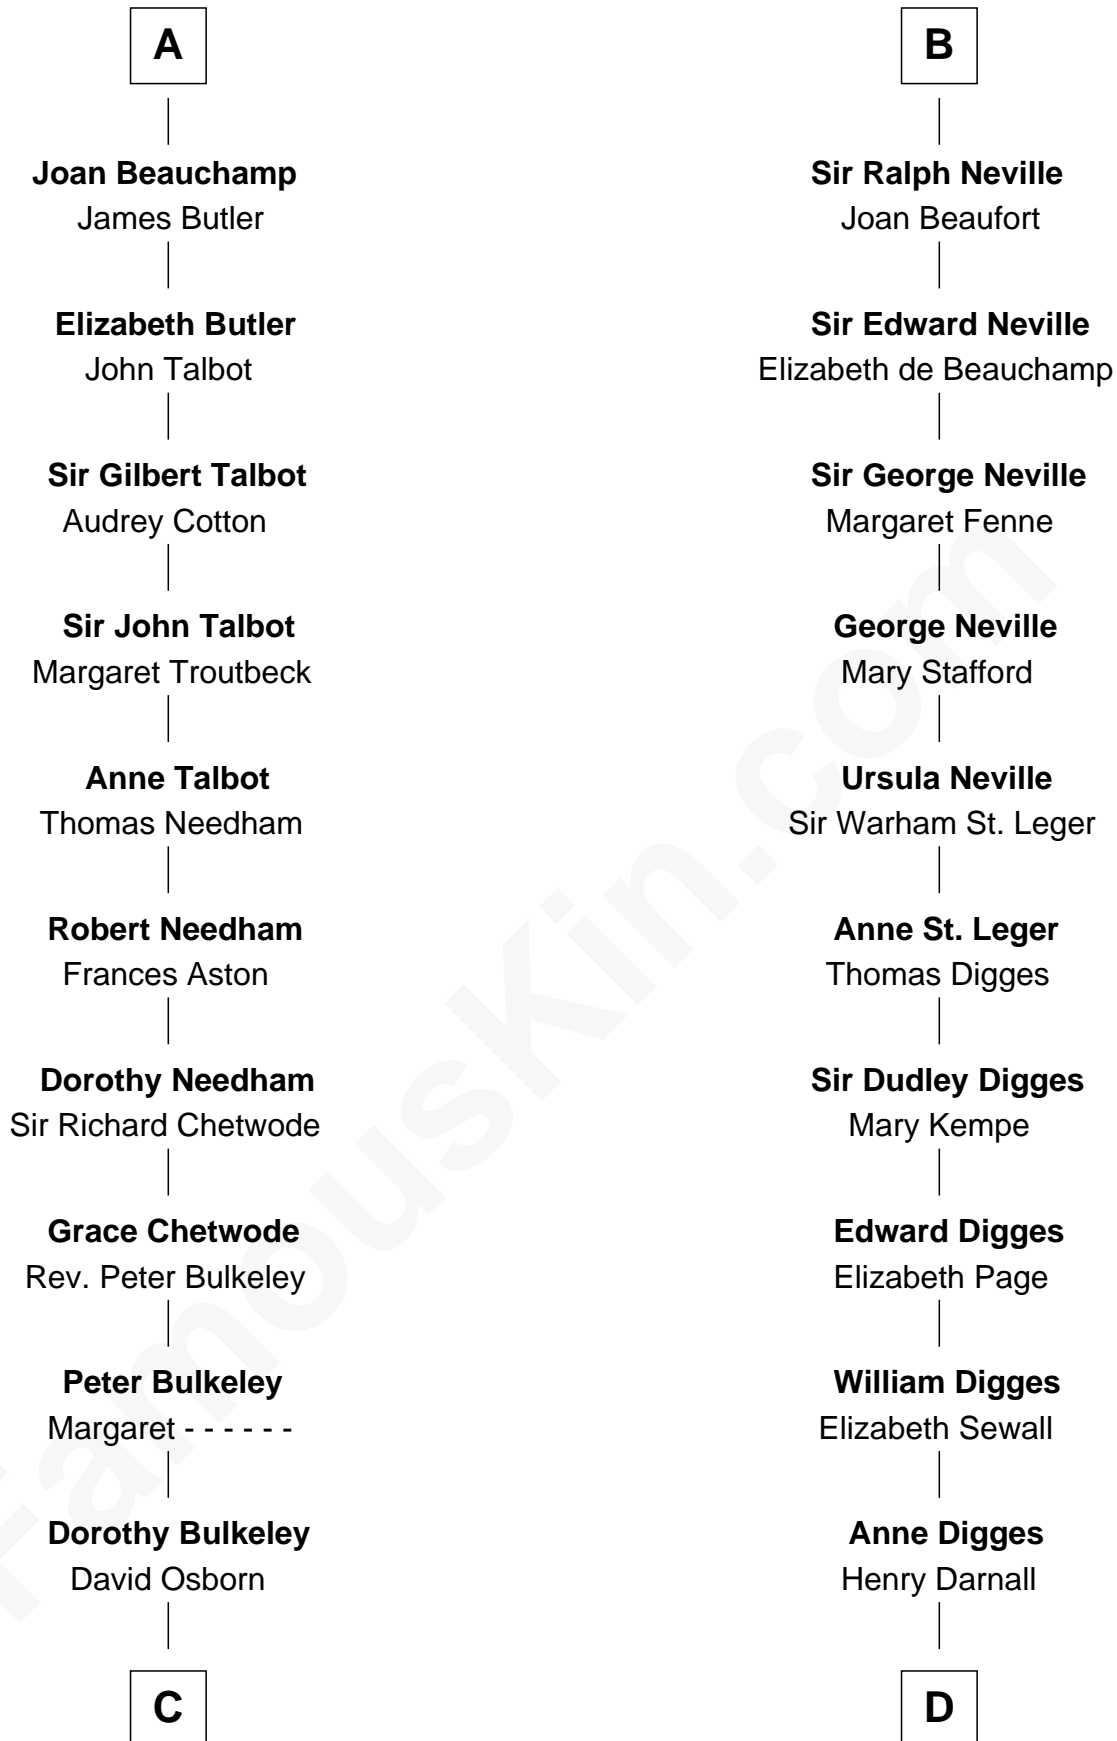 A
Joan Beauchamp
James Butler
Elizabeth Butler
John Talbot
Sir Gilbert Talbot
Audrey Cotton
Sir John Talbot
Margaret Troutbeck
Anne Talbot
Thomas Needham
Robert Needham
Frances Aston
Dorothy Needham
Sir Richard Chetwode
Grace Chetwode
Rev. Peter Bulkeley
Peter Bulkeley
Margaret - - - - - -
Dorothy Bulkeley
David Osborn
C
B
Sir Ralph Neville
Joan Beaufort
Sir Edward Neville
Elizabeth de Beauchamp
Sir George Neville
Margaret Fenne
George Neville
Mary Stafford
Ursula Neville
Sir Warham St. Leger
Anne St. Leger
Thomas Digges
Sir Dudley Digges
Mary Kempe
Edward Digges
Elizabeth Page
William Digges
Elizabeth Sewall
Anne Digges
Henry Darnall
D
FamousKin.com